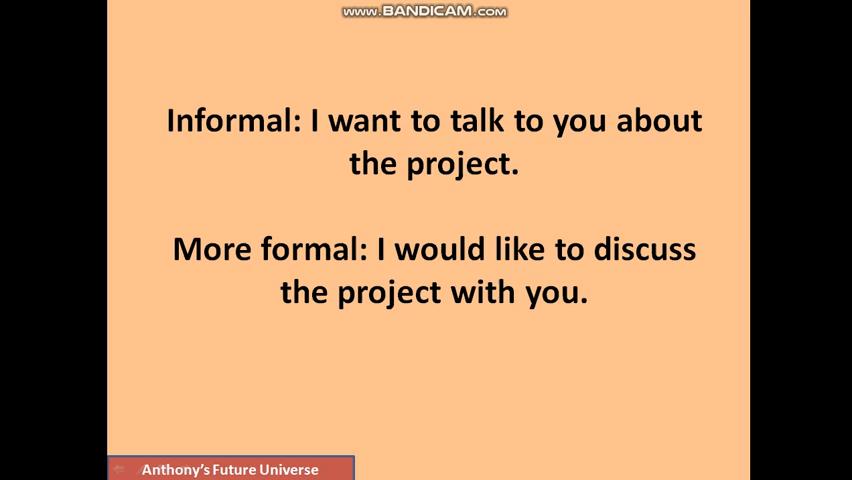 www.BANDICAM.com
Informal: I want to talk to you about
the project.
More formal: I would like to discuss
the project with you.
Anthony's Future Universe